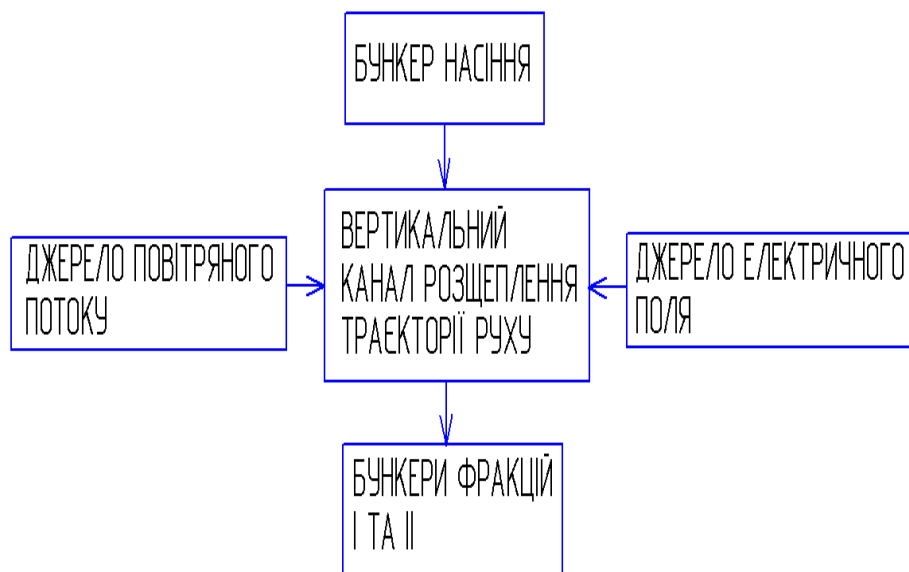 БУНКЕР НАСІННЯ
ВЕРТИКАЛЬНИЙ
КАНАЛ РОЗЩЕПЛЕННЯ
ТРАЄКТОРІЇ РУХУ
ДЖЕРЕЛО ПОВІТРЯНОГО
ПОТОКУ
ДЖЕРЕЛО ЕЛЕКТРИЧНОГО
ПОЛЯ
БУНКЕРИ ФРАКЦІЙ
І ТА ІІ